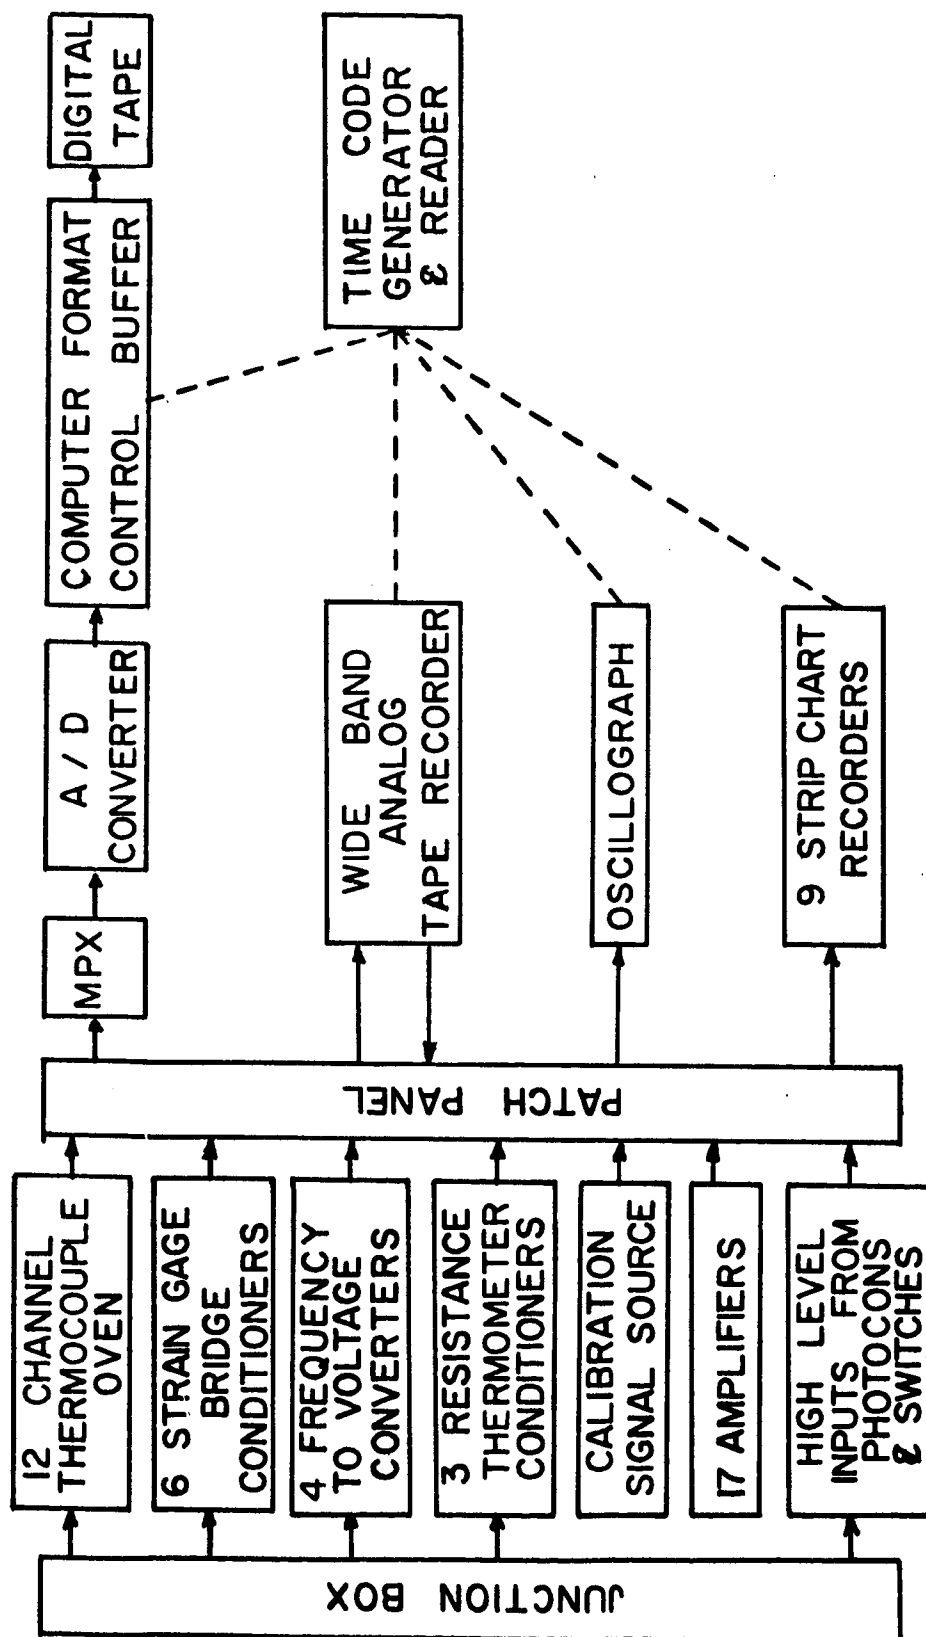 JUNCTION BOX
12 CHANNEL
THERMOCOUPLE
OVEN
6 STRAIN GAGE
BRIDGE
CONDITIONERS
4 FREQUENCY
TO VOLTAGE
CONVERTERS
3 RESISTANCE
THERMOMETER
CONDITIONERS
CALIBRATION
SIGNAL SOURCE
17 AMPLIFIERS
HIGH LEVEL
INPUTS FROM
PHOTOCONS
& SWITCHES
PATCH PANEL
MPX
A / D
CONVERTER
COMPUTER FORMAT
CONTROL BUFFER
DIGITAL
TAPE
WIDE BAND
ANALOG
TAPE RECORDER
OSCILLOGRAPH
9 STRIP CHART
RECORDERS
TIME CODE
GENERATOR
& READER